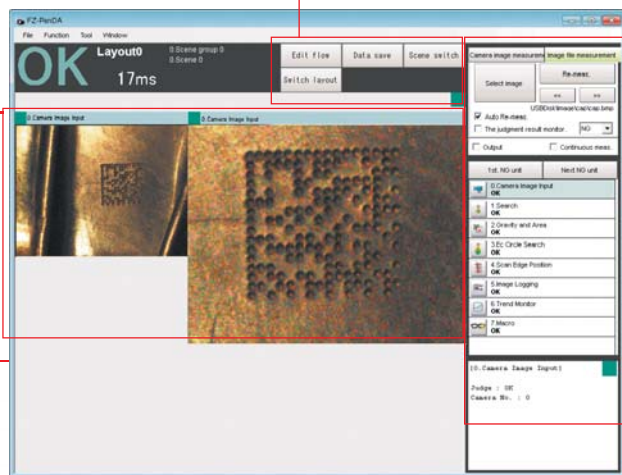 FZ-PanDA
File Function Tool Window
OK
Layout0
17ms
0.Scene group 0
0.Scene 0
Edit flow
Data save
Scene switch
Switch layout
0.Camera Image Input
0.Camera Image Input
Camera image measurement
Image file measurement
Select image
Re-meas.
<<
>>
USBDisk\image\cap\cap.bmp
Auto Re-meas.
The judgment result monitor
NG
Output
Continuous meas.
1st. NG unit
Next NG unit
0.Camera Image Input
OK
1.Search
OK
2.Gravity and Area
OK
3.Ec Circle Search
OK
4.Scan Edge Position
OK
5.Image Logging
OK
6.Trend Monitor
OK
7.Macro
OK
[0.Camera Image Input]
Judge : OK
Camera No. : 0